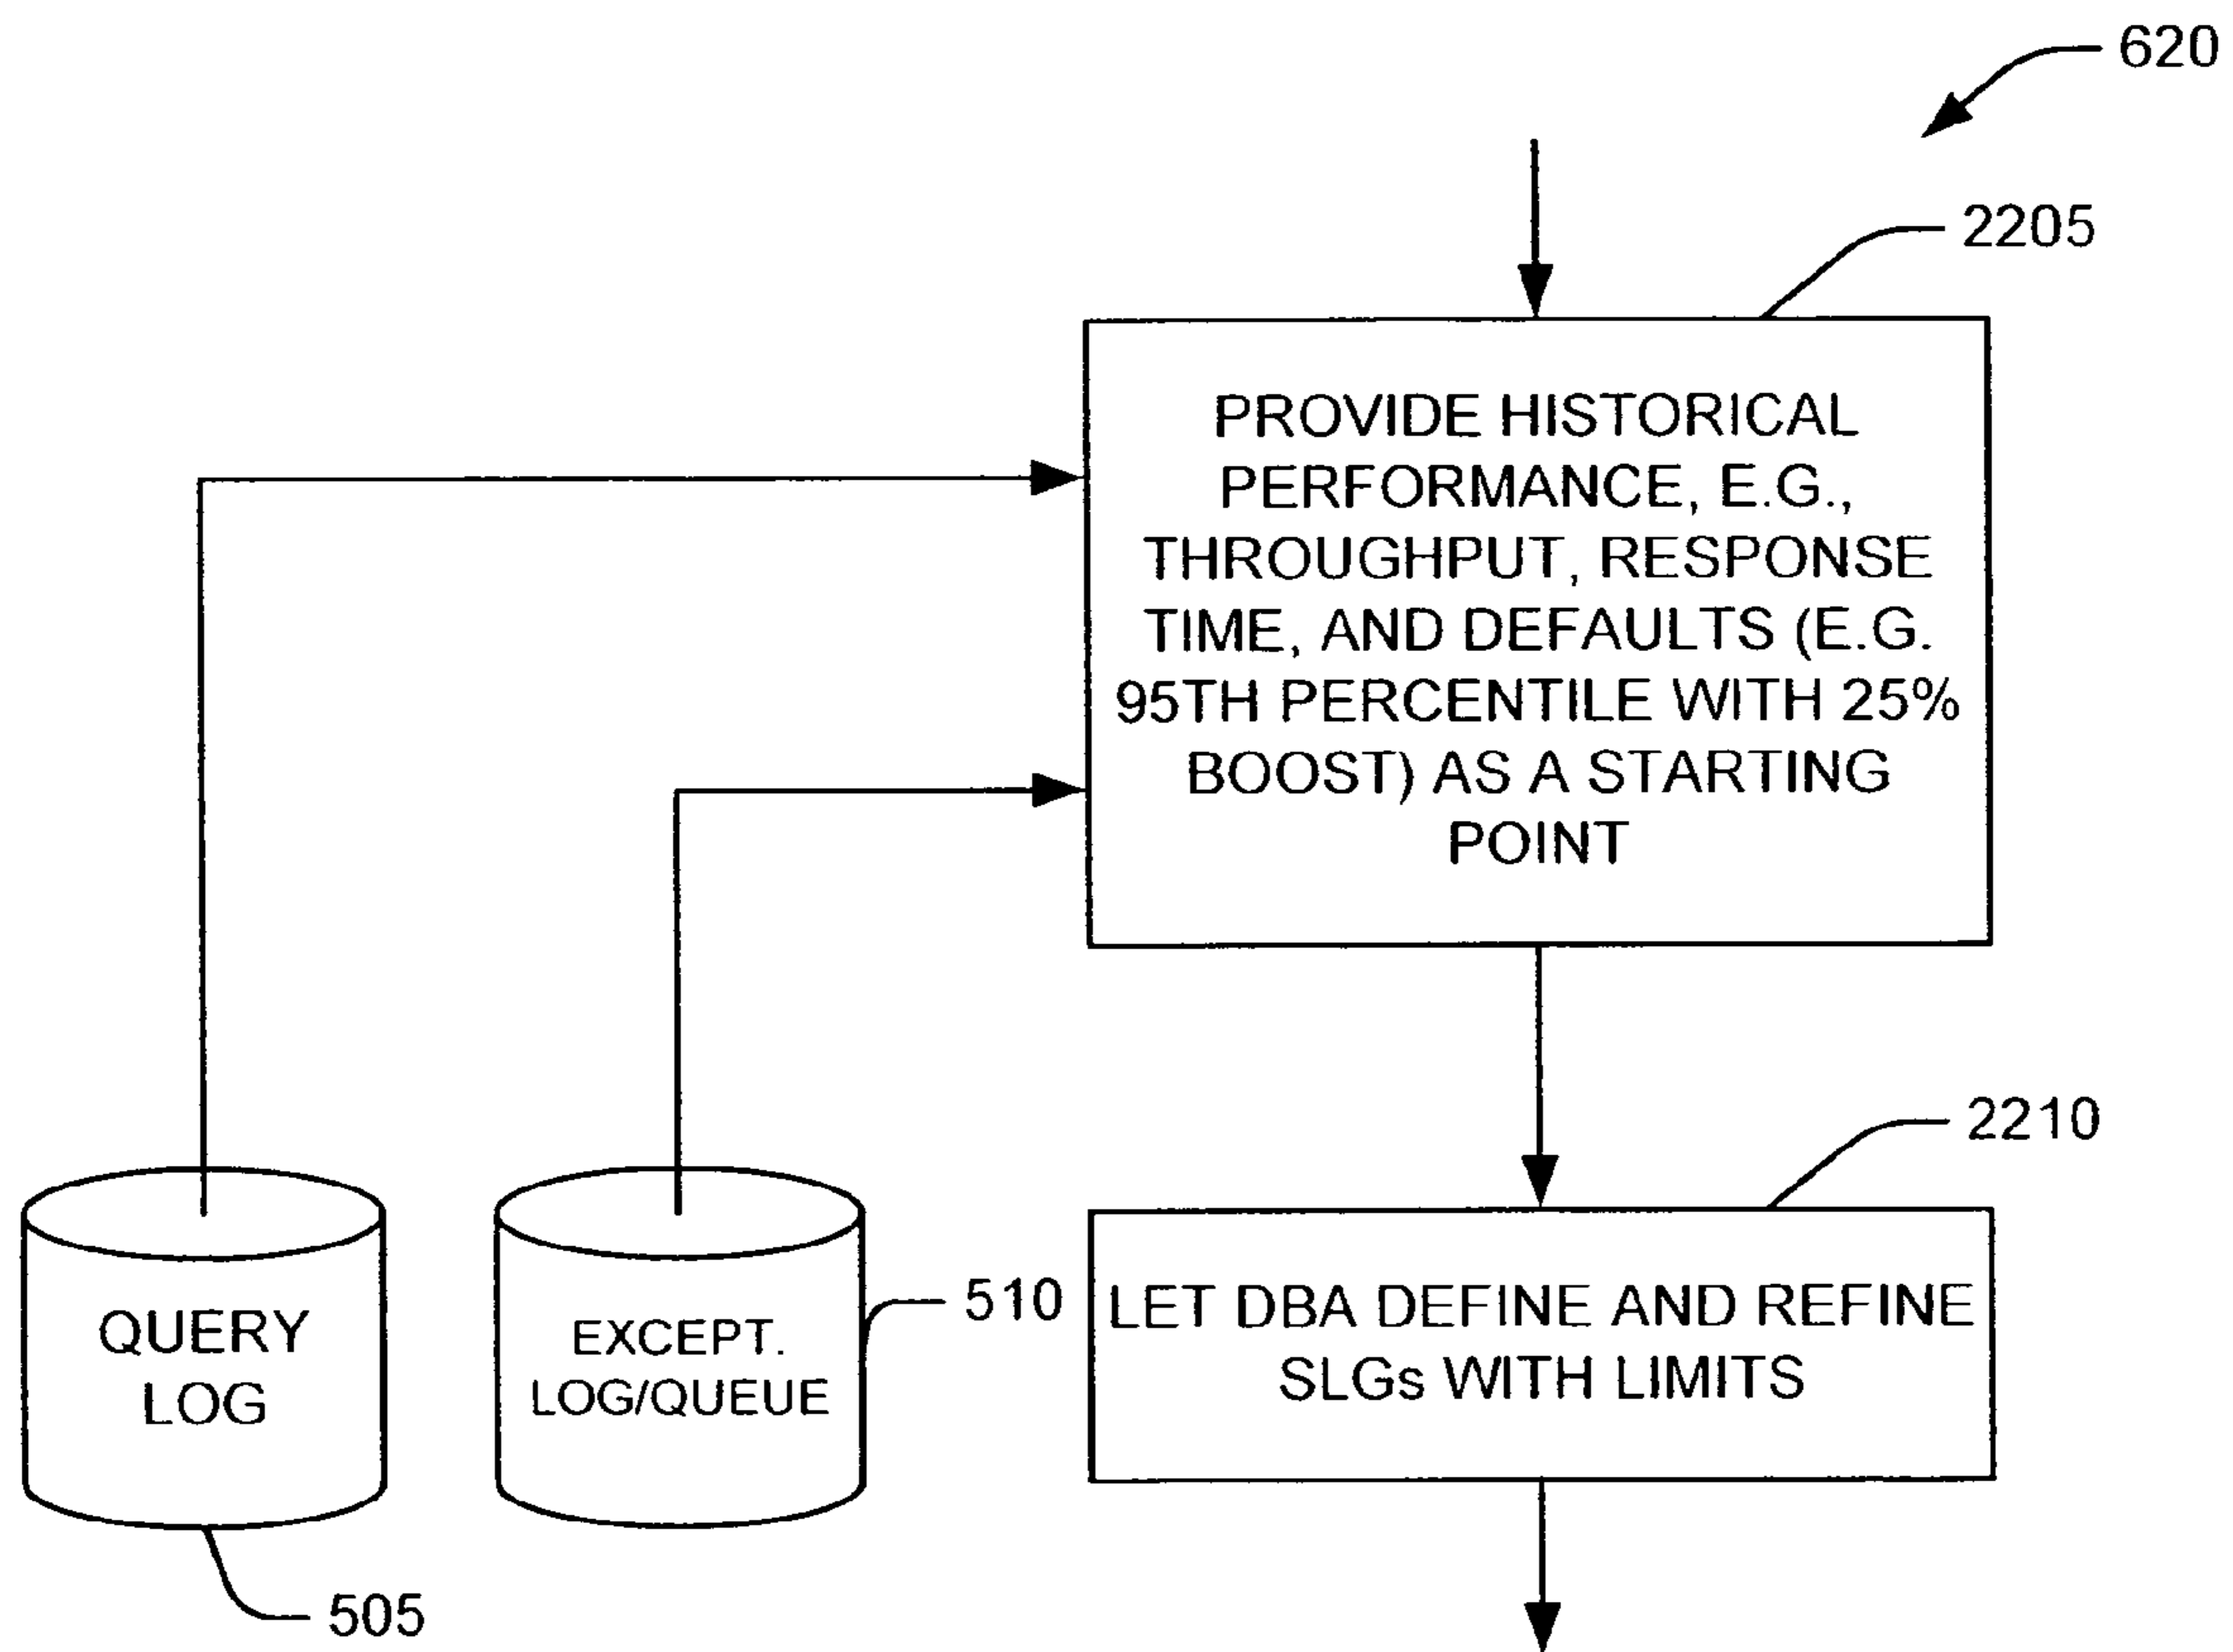 620
2205
PROVIDE HISTORICAL
PERFORMANCE, E.G.,
THROUGHPUT, RESPONSE
TIME, AND DEFAULTS (E.G.
95TH PERCENTILE WITH 25%
BOOST) AS A STARTING
POINT
2210
LET DBA DEFINE AND REFINE
SLGs WITH LIMITS
QUERY
LOG
505
EXCEPT.
LOG/QUEUE
510